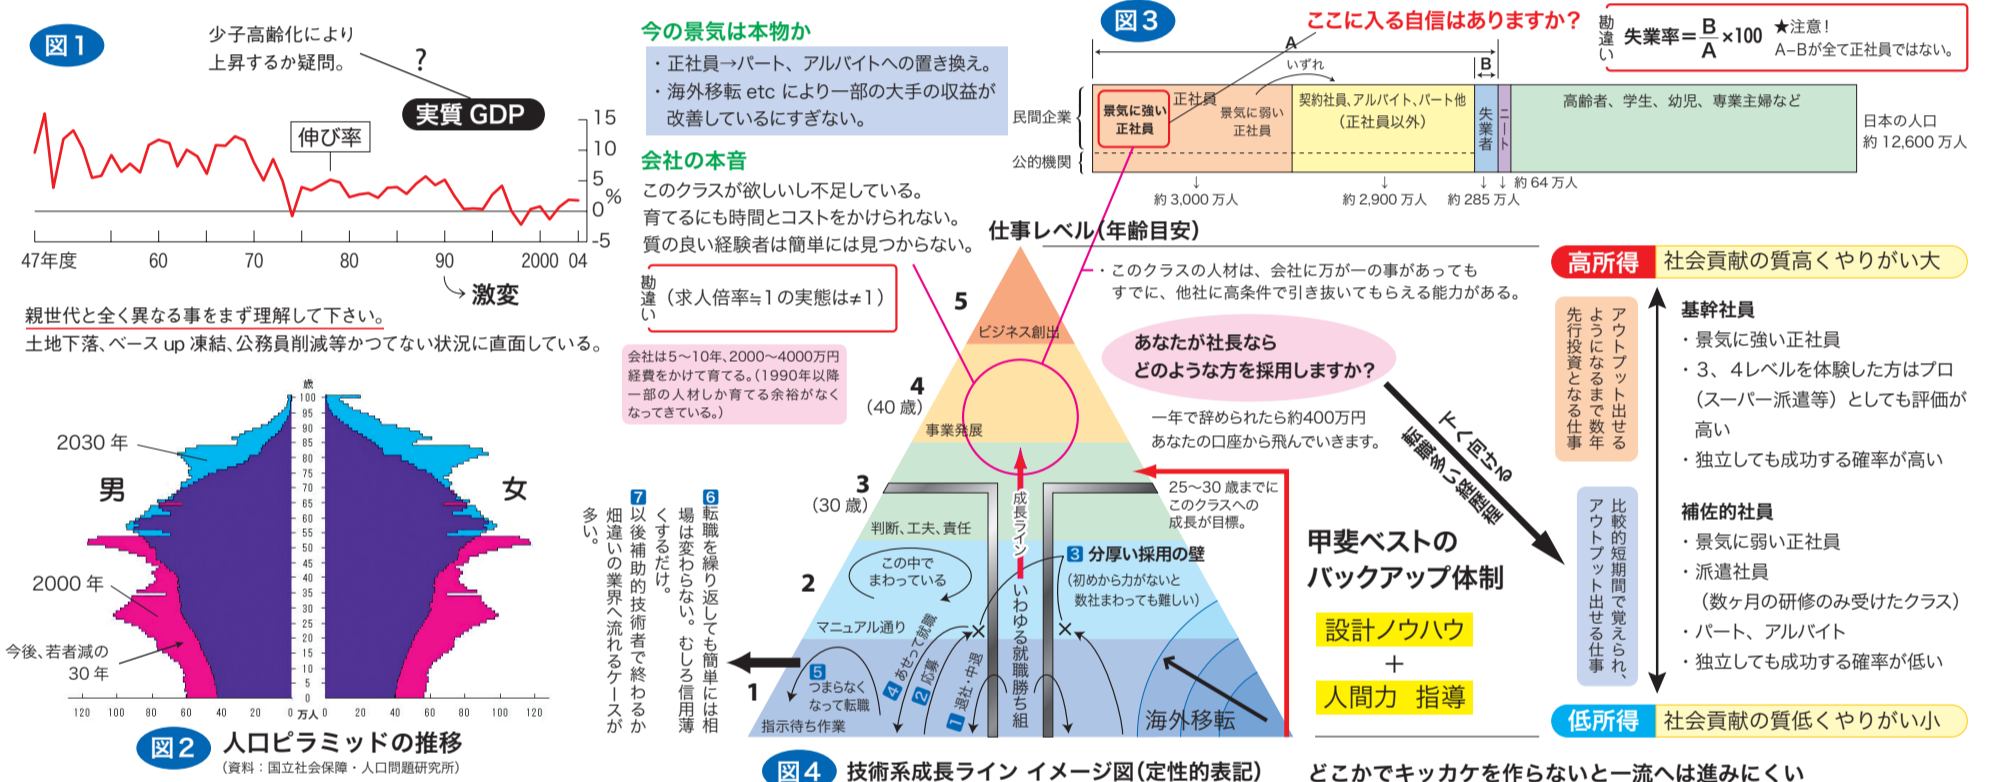 図1
少子高齢化により
上昇するか疑問。
?
実質 GDP
伸び率
15
10
5
0
-5
%
47年度
60
70
80
90
2000
04
激変
親世代と全く異なる事をまず理解して下さい。
土地下落、ベースup 凍結、公務員削減等かつてない状況に直面している。
歳
100
95
90
85
80
75
70
65
60
55
50
45
40
35
30
25
20
15
10
5
0
2030 年
男
女
2000 年
今後、若者減の
30 年
120 100 80 60 40 20 0 万人 0 20 40 60 80 100 120
図2
人口ピラミッドの推移
(資料：国立社会保障・人口問題研究所)
今の景気は本物か
・正社員→パート、アルバイトへの置き換え。
・海外移転 etc により一部の大手の収益が
改善しているにすぎない。
会社の本音
このクラスが欲しいし不足している。
育てるにも時間とコストをかけられない。
質の良い経験者は簡単には見つからない。
勘違い
(求人倍率≒1の実態は≠1)
会社は5〜10年、2000〜4000万円
経費をかけて育てる。(1990年以降
一部の人材しか育てる余裕がなく
なってきている。)
図3
ここに入る自信はありますか?
勘違い
失業率=B/A×100
★注意!
A−Bが全て正社員ではない。
A
B
いずれ
民間企業
公的機関
景気に強い
正社員
正社員
景気に弱い
正社員
契約社員、アルバイト、パート他
(正社員以外)
失業者
ニート
高齢者、学生、幼児、専業主婦など
日本の人口
約 12,600 万人
↓
約 3,000 万人
↓
約 2,900 万人
↓
約 285 万人
↓
約 64 万人
仕事レベル(年齢目安)
・このクラスの人材は、会社に万が一の事があっても
すでに、他社に高条件で引き抜いてもらえる能力がある。
5
ビジネス創出
4
(40 歳)
事業発展
3
(30 歳)
判断、工夫、責任
2
この中で
まわっている
マニュアル通り
1
指示待ち作業
あなたが社長なら
どのような方を採用しますか?
一年で辞められたら約400万円
あなたの口座から飛んでいきます。
25〜30 歳までに
このクラスへの
成長が目標。
成長ライン
いわゆる就職勝ち組
3 分厚い採用の壁
(初めから力がないと
数社まわっても難しい)
1 退社・中退
2 応募
4 あせって就職
5
つまらなく
なって転職
6 転職を繰り返しても簡単には相
場は変わらない。むしろ信用薄
くするだけ。
7 以後補助的技術者で終わるか
畑違いの業界へ流れるケースが
多い。
海外移転
図4
技術系成長ライン イメージ図(定性的表記)
下へ向ける
転職多い経歴程
甲斐ベストの
バックアップ体制
設計ノウハウ
+
人間力 指導
高所得
社会貢献の質高くやりがい大
アウトプット出せる
ようになるまで数年
先行投資となる仕事
基幹社員
・景気に強い正社員
・3、4レベルを体験した方はプロ
(スーパー派遣等)としても評価が
高い
・独立しても成功する確率が高い
比較的短期間で覚えられ、
アウトプット出せる仕事
補佐的社員
・景気に弱い正社員
・派遣社員
(数ヶ月の研修のみ受けたクラス)
・パート、アルバイト
・独立しても成功する確率が低い
低所得
社会貢献の質低くやりがい小
どこかでキッカケを作らないと一流へは進みにくい